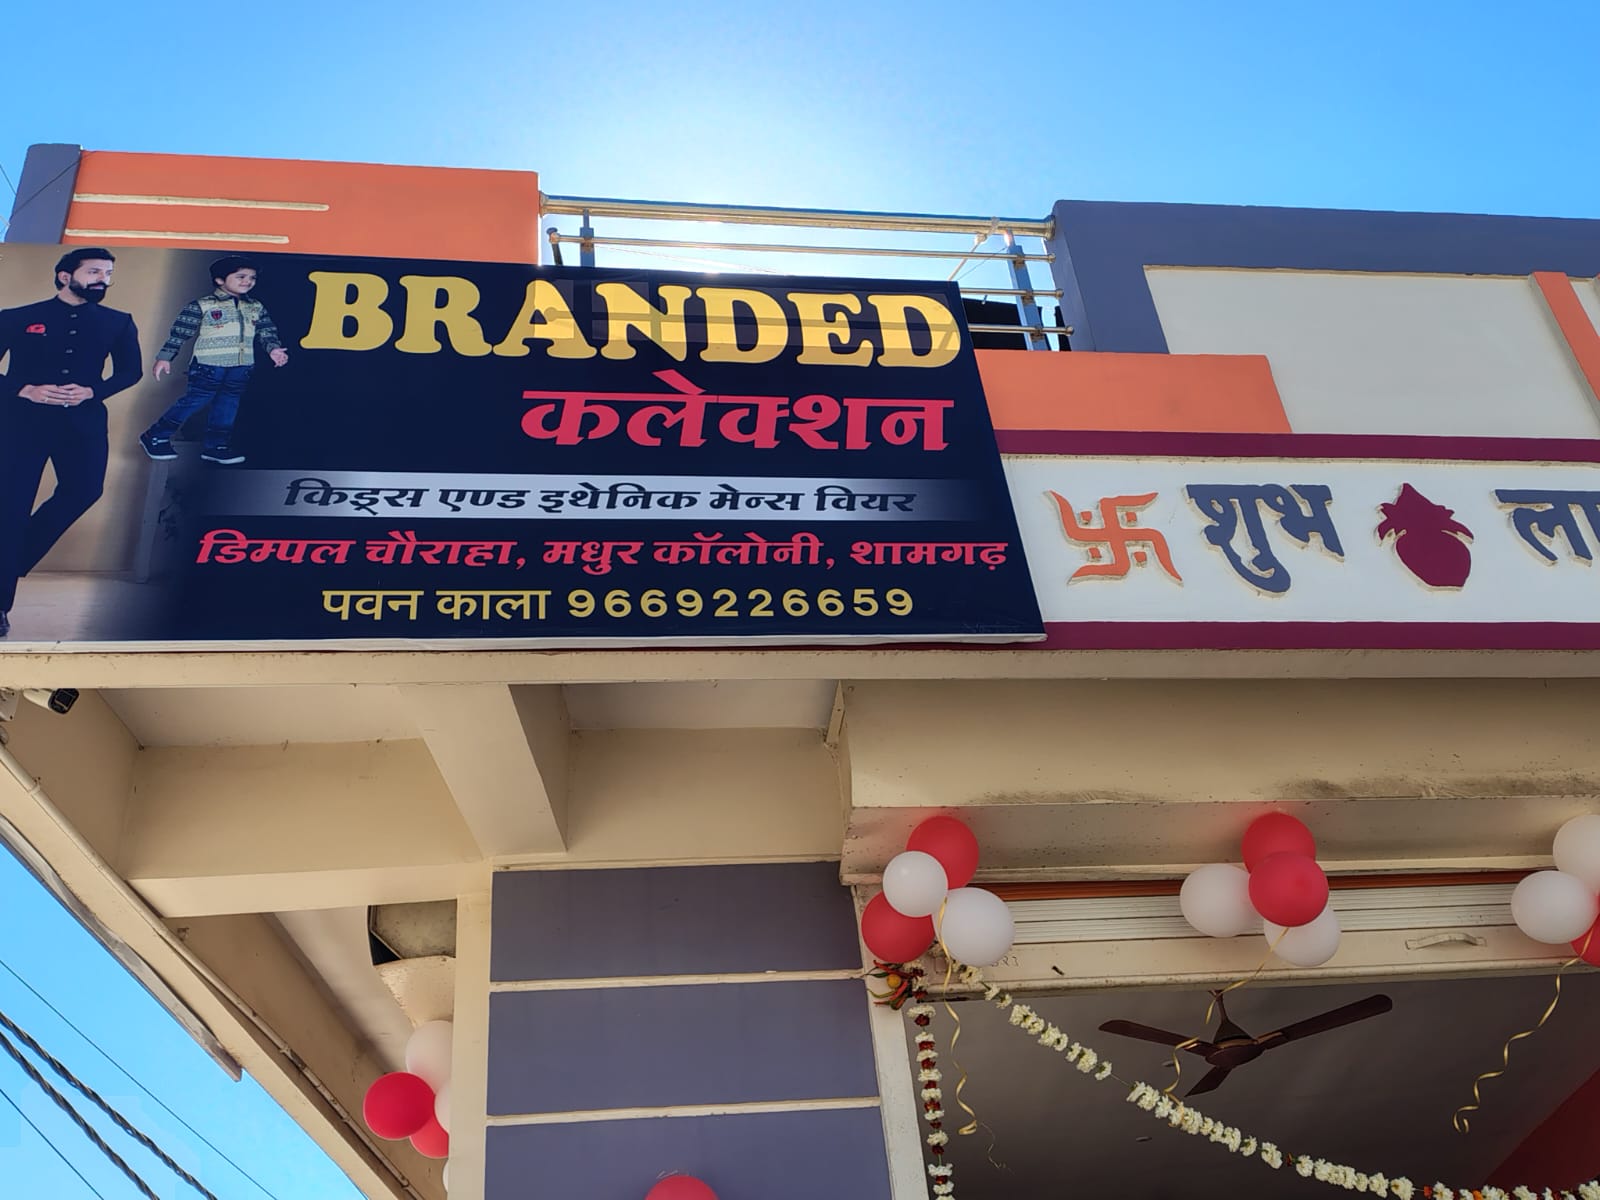 BRANDED
कलेक्शन
किड्स एण्ड इथेनिक मेन्स वियर
डिम्पल चौराहा, मधुर कॉलोनी, शामगढ़
पवन काला 9669226659
शुभ